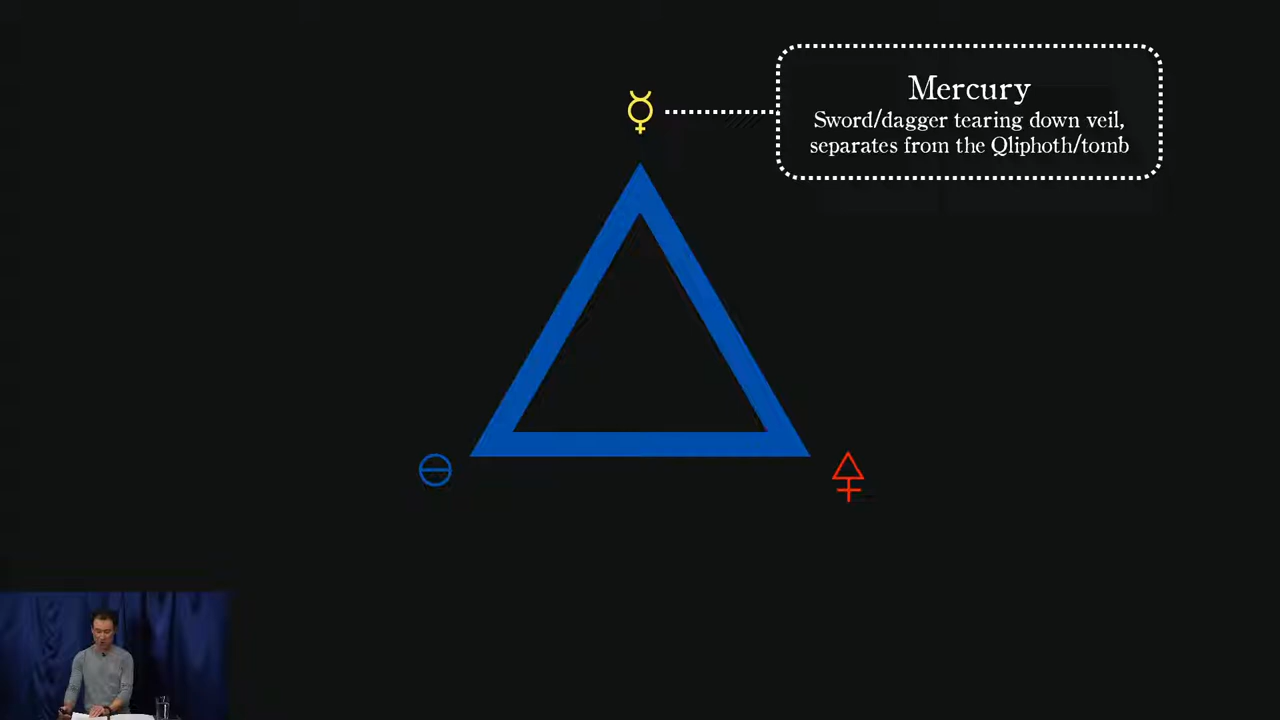 Mercury
Sword/dagger tearing down veil,
separates from the Qliphoth/tomb